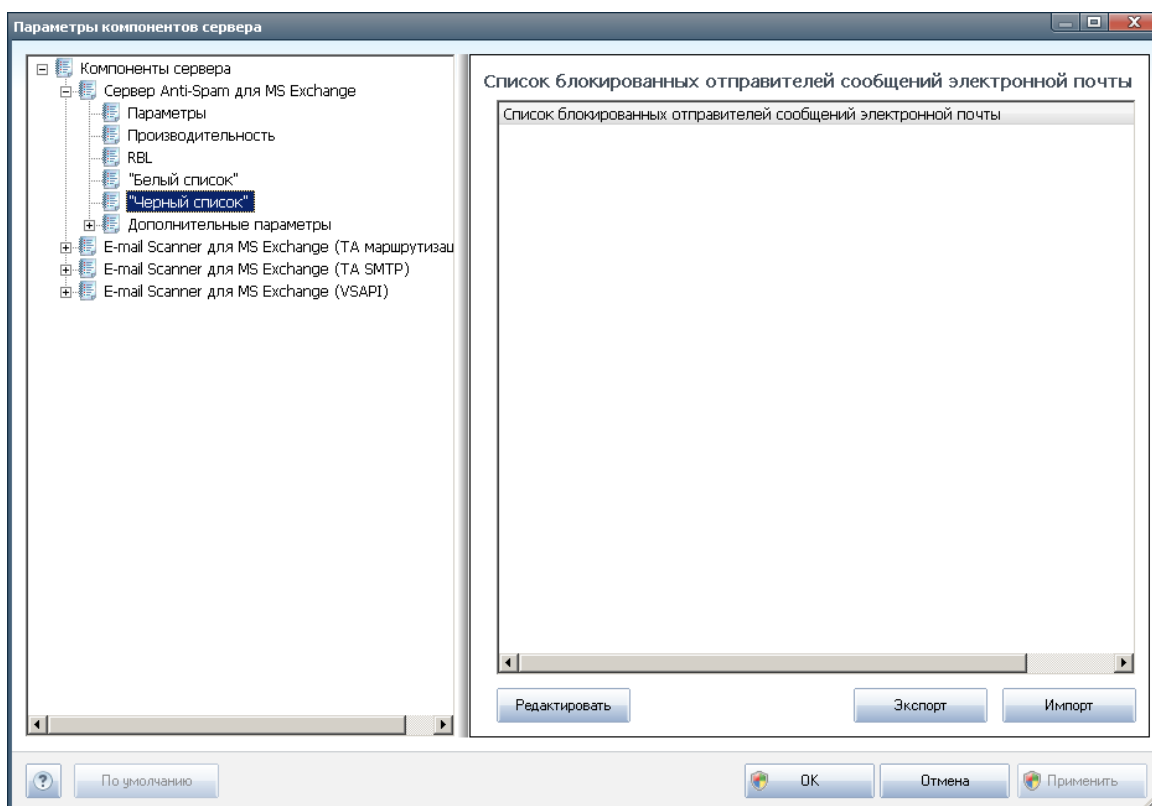 Параметры компонентов сервера
Компоненты сервера
Сервер Anti-Spam для MS Exchange
Параметры
Производительность
RBL
"Белый список"
"Черный список"
Дополнительные параметры
E-mail Scanner для MS Exchange (TA маршрутизац
E-mail Scanner для MS Exchange (TA SMTP)
E-mail Scanner для MS Exchange (VSAPI)
Список блокированных отправителей сообщений электронной почты
Список блокированных отправителей сообщений электронной почты
Редактировать
Экспорт
Импорт
?
По умолчанию
OK
Отмена
Применить